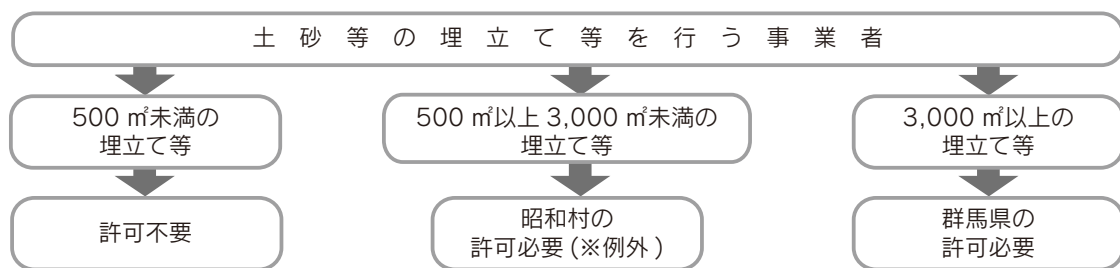 土砂等の埋立て等を行う事業者
500 ㎡未満の
埋立て等
500 ㎡以上 3,000 ㎡未満の
埋立て等
3,000 ㎡以上の
埋立て等
許可不要
昭和村の
許可必要 (※例外 )
群馬県の
許可必要